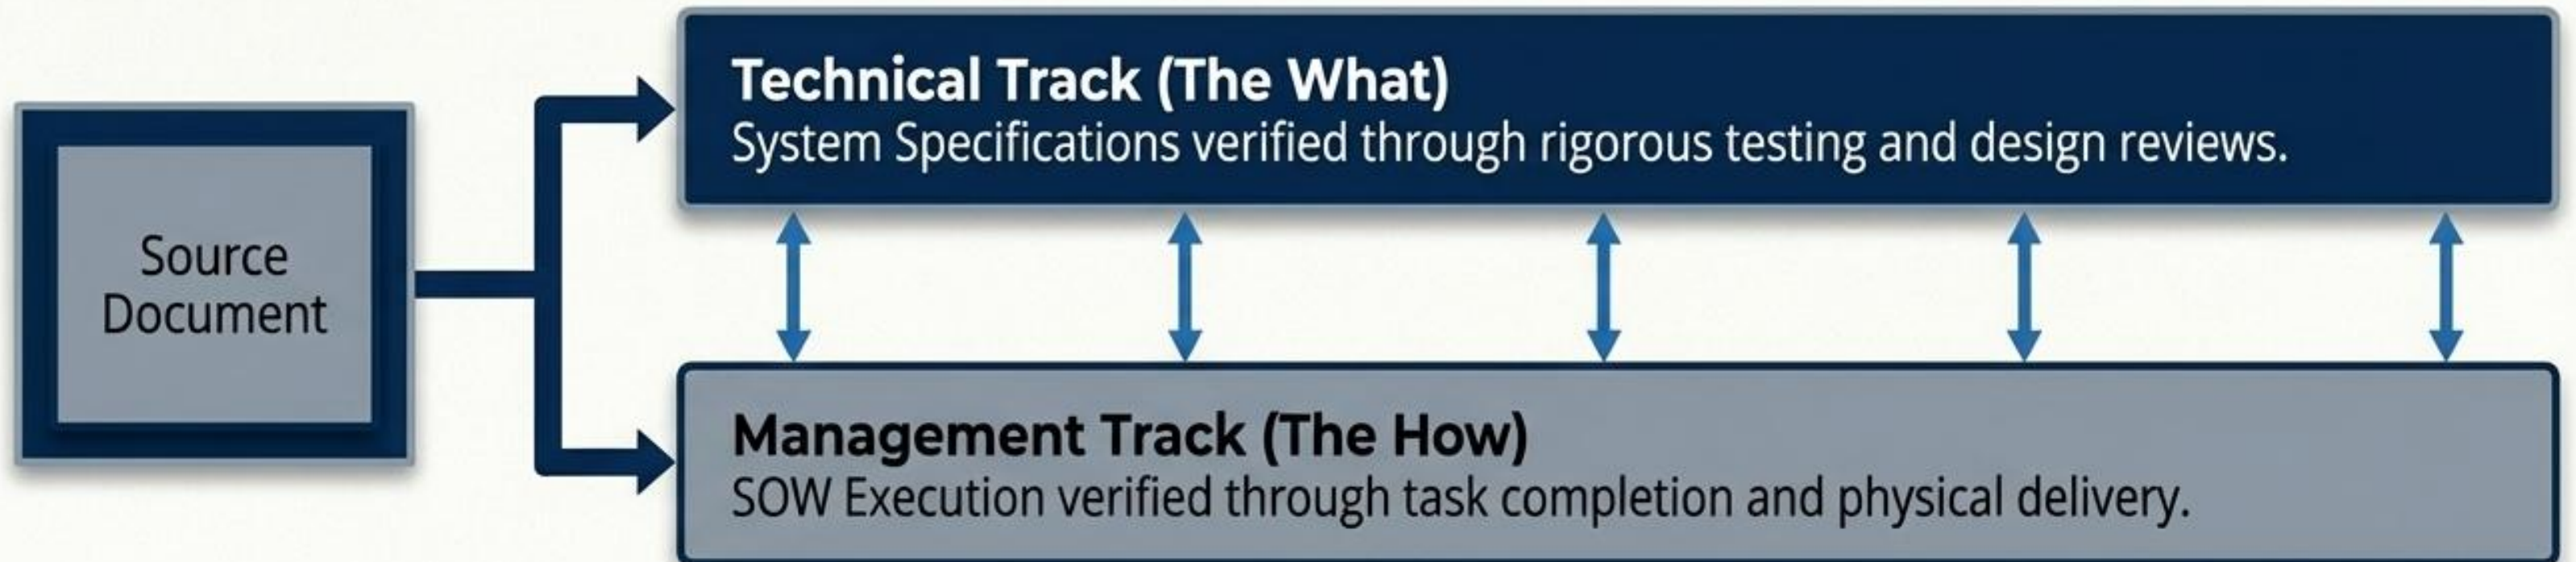 Source
Document
Technical Track (The What)
System Specifications verified through rigorous testing and design reviews.
Management Track (The How)
SOW Execution verified through task completion and physical delivery.